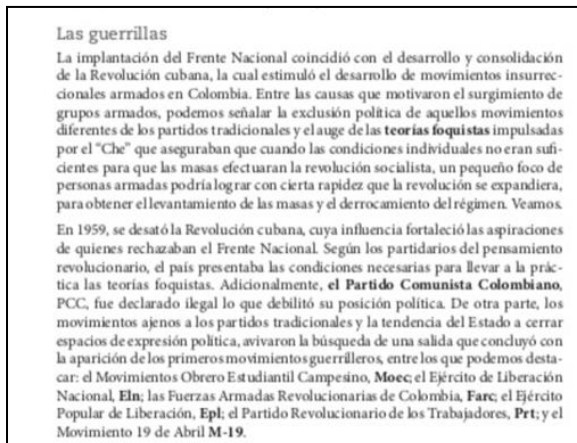 Las guerrillas
La implantación del Frente Nacional coincidió con el desarrollo y consolidación
de la Revolución cubana, la cual estimuló el desarrollo de movimientos insurrec-
cionales armados en Colombia. Entre las causas que motivaron el surgimiento de
grupos armados, podemos señalar la exclusión política de aquellos movimientos
diferentes de los partidos tradicionales y el auge de las teorías foquistas impulsadas
por el "Che" que aseguraban que cuando las condiciones individuales no eran sufi-
cientes para que las masas efectuaran la revolución socialista, un pequeño foco de
personas armadas podría lograr con cierta rapidez que la revolución se expandiera,
para obtener el levantamiento de las masas y el derrocamiento del régimen. Veamos.
En 1959, se desató la Revolución cubana, cuya influencia fortaleció las aspiraciones
de quienes rechazaban el Frente Nacional. Según los partidarios del pensamiento
revolucionario, el país presentaba las condiciones necesarias para llevar a la prác-
tica las teorías foquistas. Adicionalmente, el Partido Comunista Colombiano,
PCC, fue declarado ilegal lo que debilitó su posición política. De otra parte, los
movimientos ajenos a los partidos tradicionales y la tendencia del Estado a cerrar
espacios de expresión política, avivaron la búsqueda de una salida que concluyó con
la aparición de los primeros movimientos guerrilleros, entre los que podemos desta-
car: el Movimientos Obrero Estudiantil Campesino, Moec; el Ejército de Liberación
Nacional, Eln; las Fuerzas Armadas Revolucionarias de Colombia, Farc; el Ejército
Popular de Liberación, Epl; el Partido Revolucionario de los Trabajadores, Prt; y el
Movimiento 19 de Abril M-19.